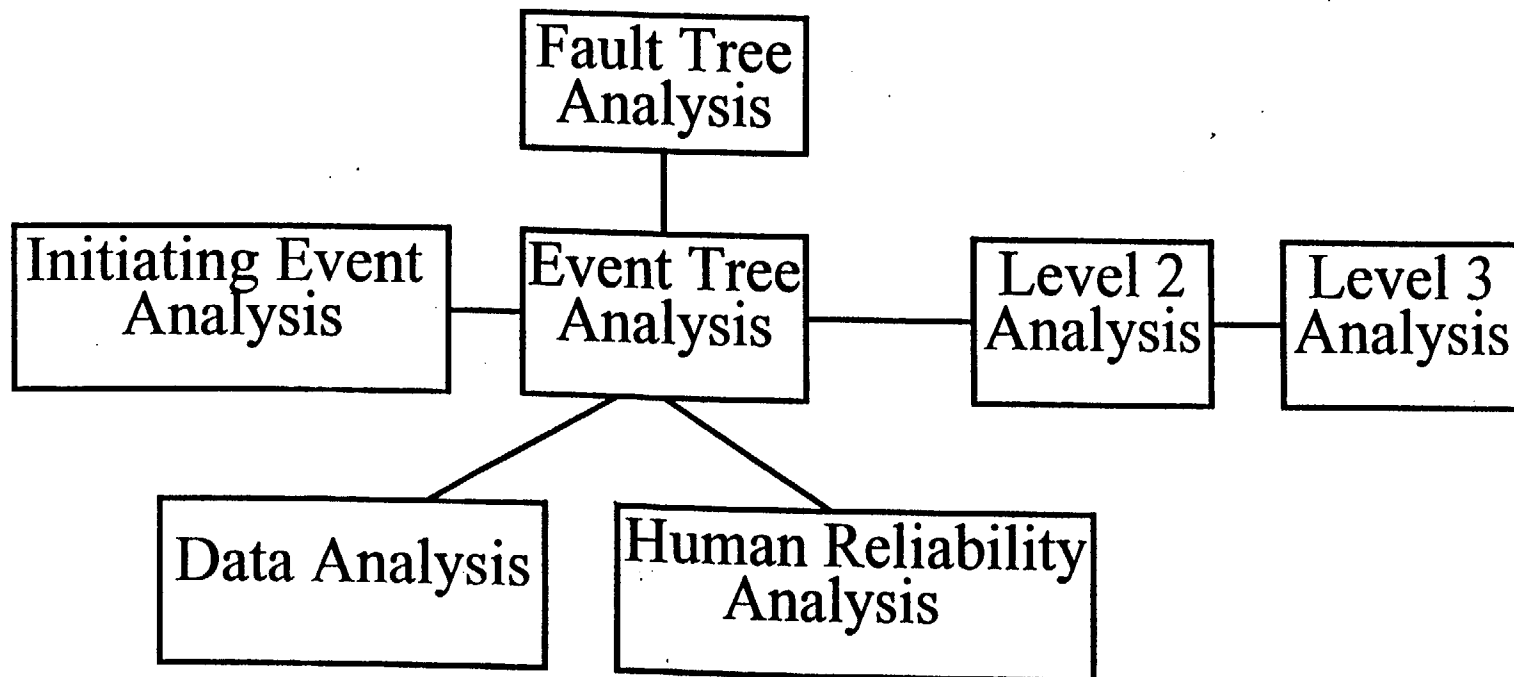 Fault Tree
Analysis
Initiating Event
Analysis
Event Tree
Analysis
Level 2
Analysis
Level 3
Analysis
Data Analysis
Human Reliability
Analysis